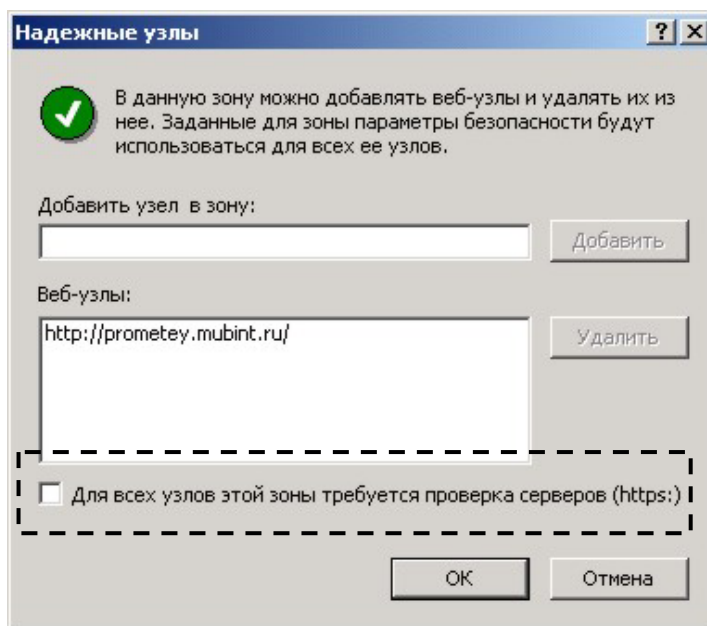 Надежные узлы
В данную зону можно добавлять веб-узлы и удалять их из
нее. Заданные для зоны параметры безопасности будут
использоваться для всех ее узлов.
Добавить узел в зону:
Добавить
Веб-узлы:
http://prometey.mubint.ru/
Удалить
Для всех узлов этой зоны требуется проверка серверов (https:)
ОК
Отмена